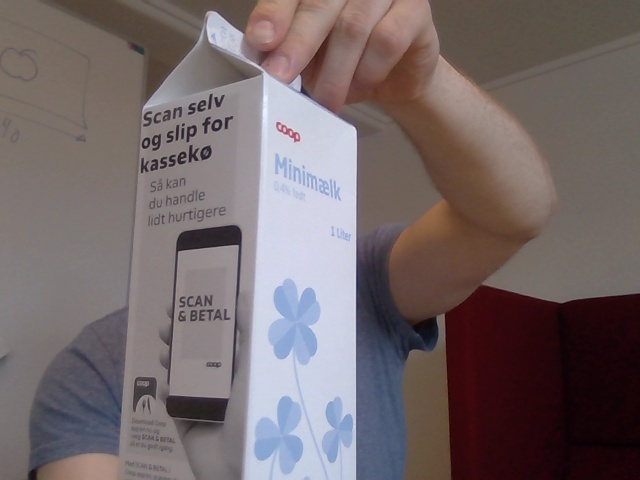 Scan selv
og slip for
kassekø
Så kan
du handle
lidt hurtigere
SCAN
& BETAL
coop
coop
coop
Minimælk
0,4% fedt
1 Liter